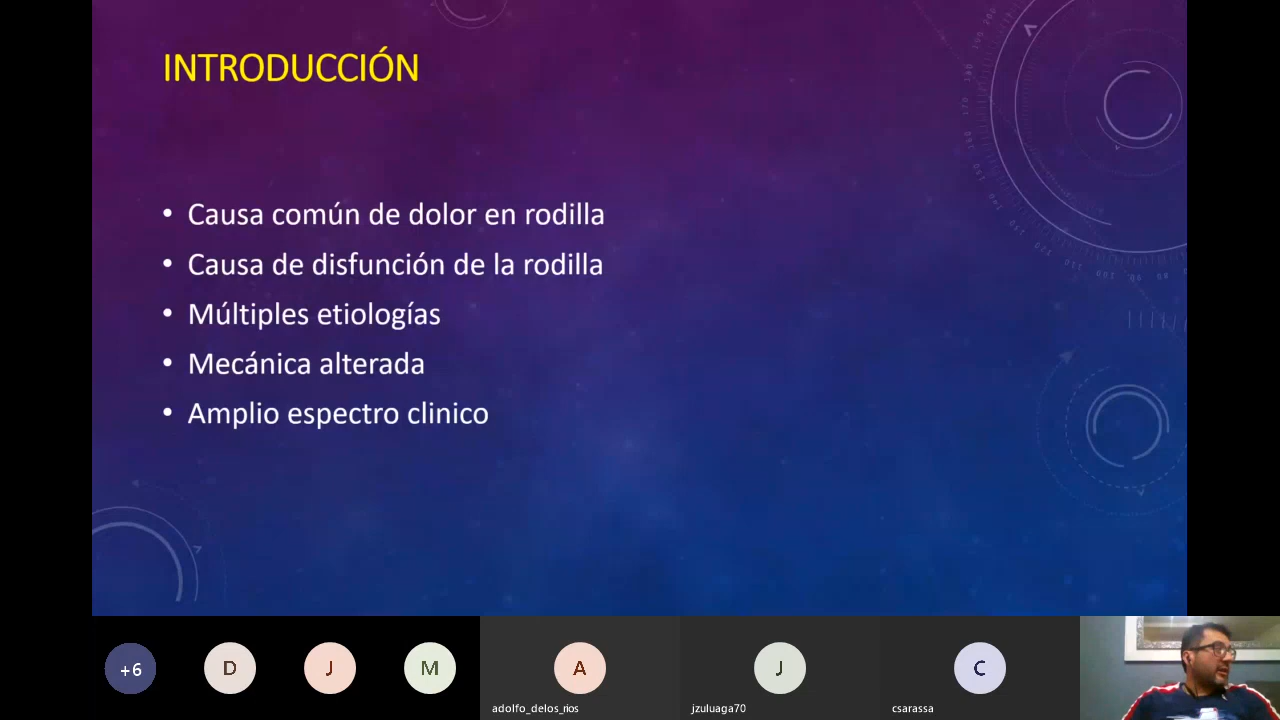 INTRODUCCIÓN
• Causa común de dolor en rodilla
• Causa de disfunción de la rodilla
• Múltiples etiologías
• Mecánica alterada
• Amplio espectro clinico
+6
D
J
M
A
J
C
adolfo_delos_rios
jzuluaga70
csarassa